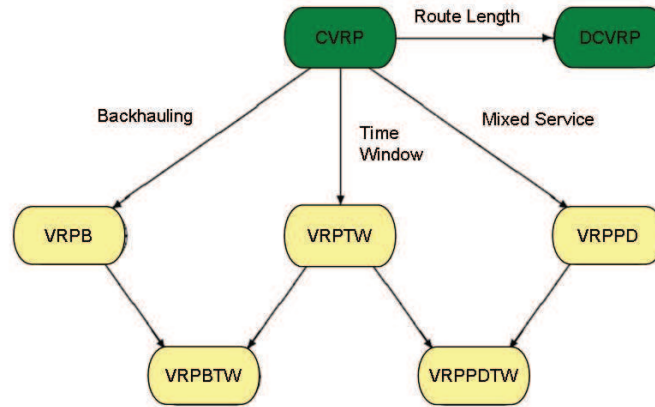 Route Length
CVRP
DCVRP
Backhauling
Time
Window
Mixed Service
VRPB
VRPTW
VRPPD
VRPBTW
VRPPDTW